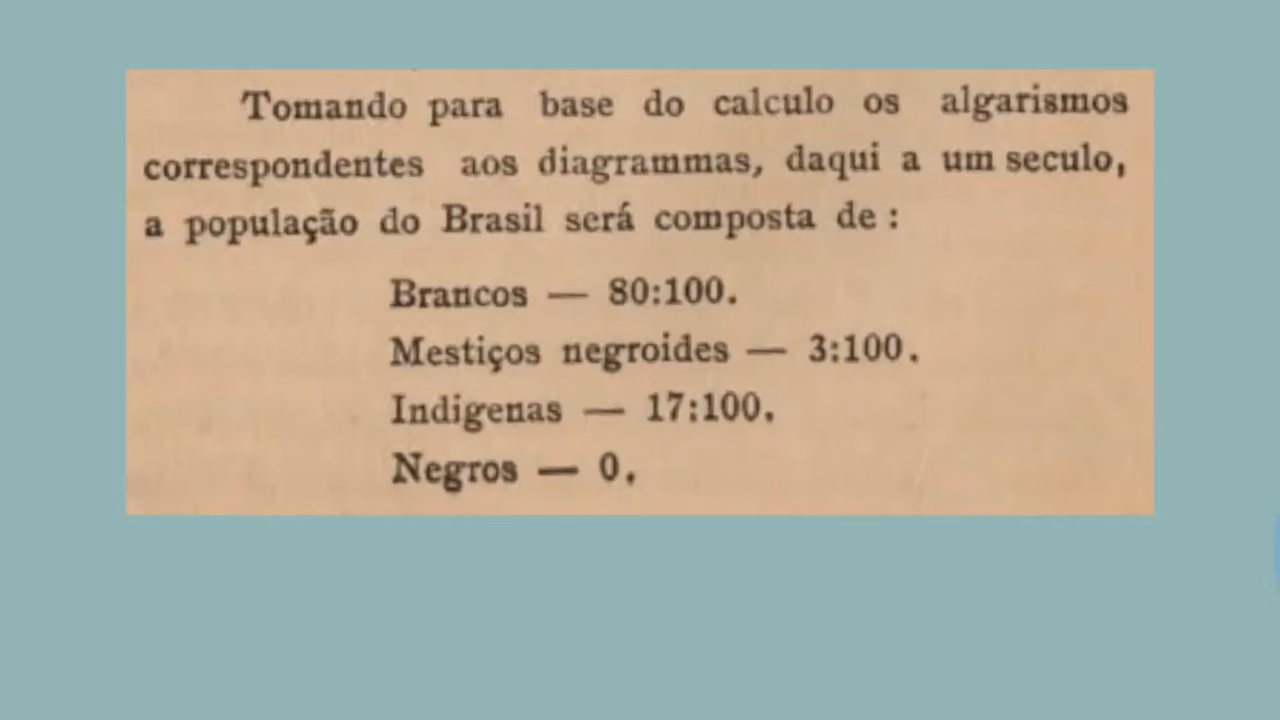 Tomando para base do calculo os algarismos
correspondentes aos diagrammas, daqui a um seculo,
a população do Brasil será composta de :
Brancos — 80:100.
Mestiços negroides — 3:100.
Indigenas — 17:100.
Negros — 0.